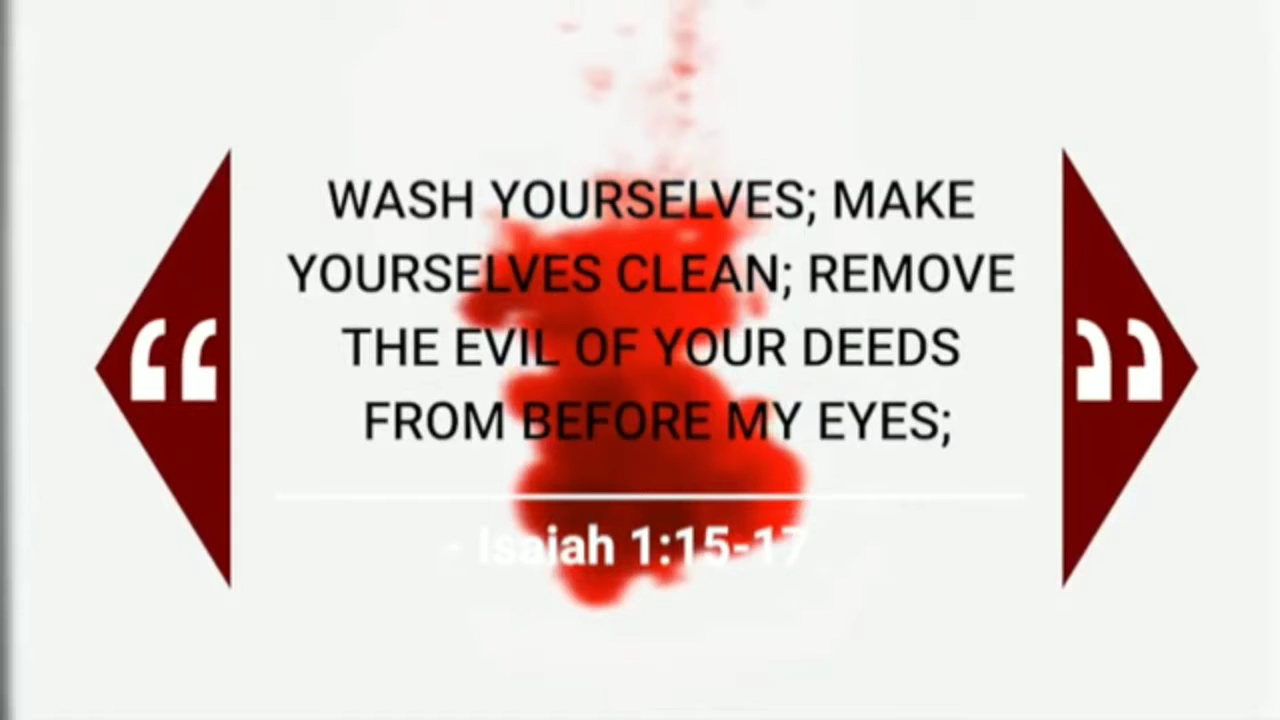 WASH YOURSELVES; MAKE
YOURSELVES CLEAN; REMOVE
“ THE EVIL OF YOUR DEEDS ”
FROM BEFORE MY EYES;
- Isaiah 1:15-17